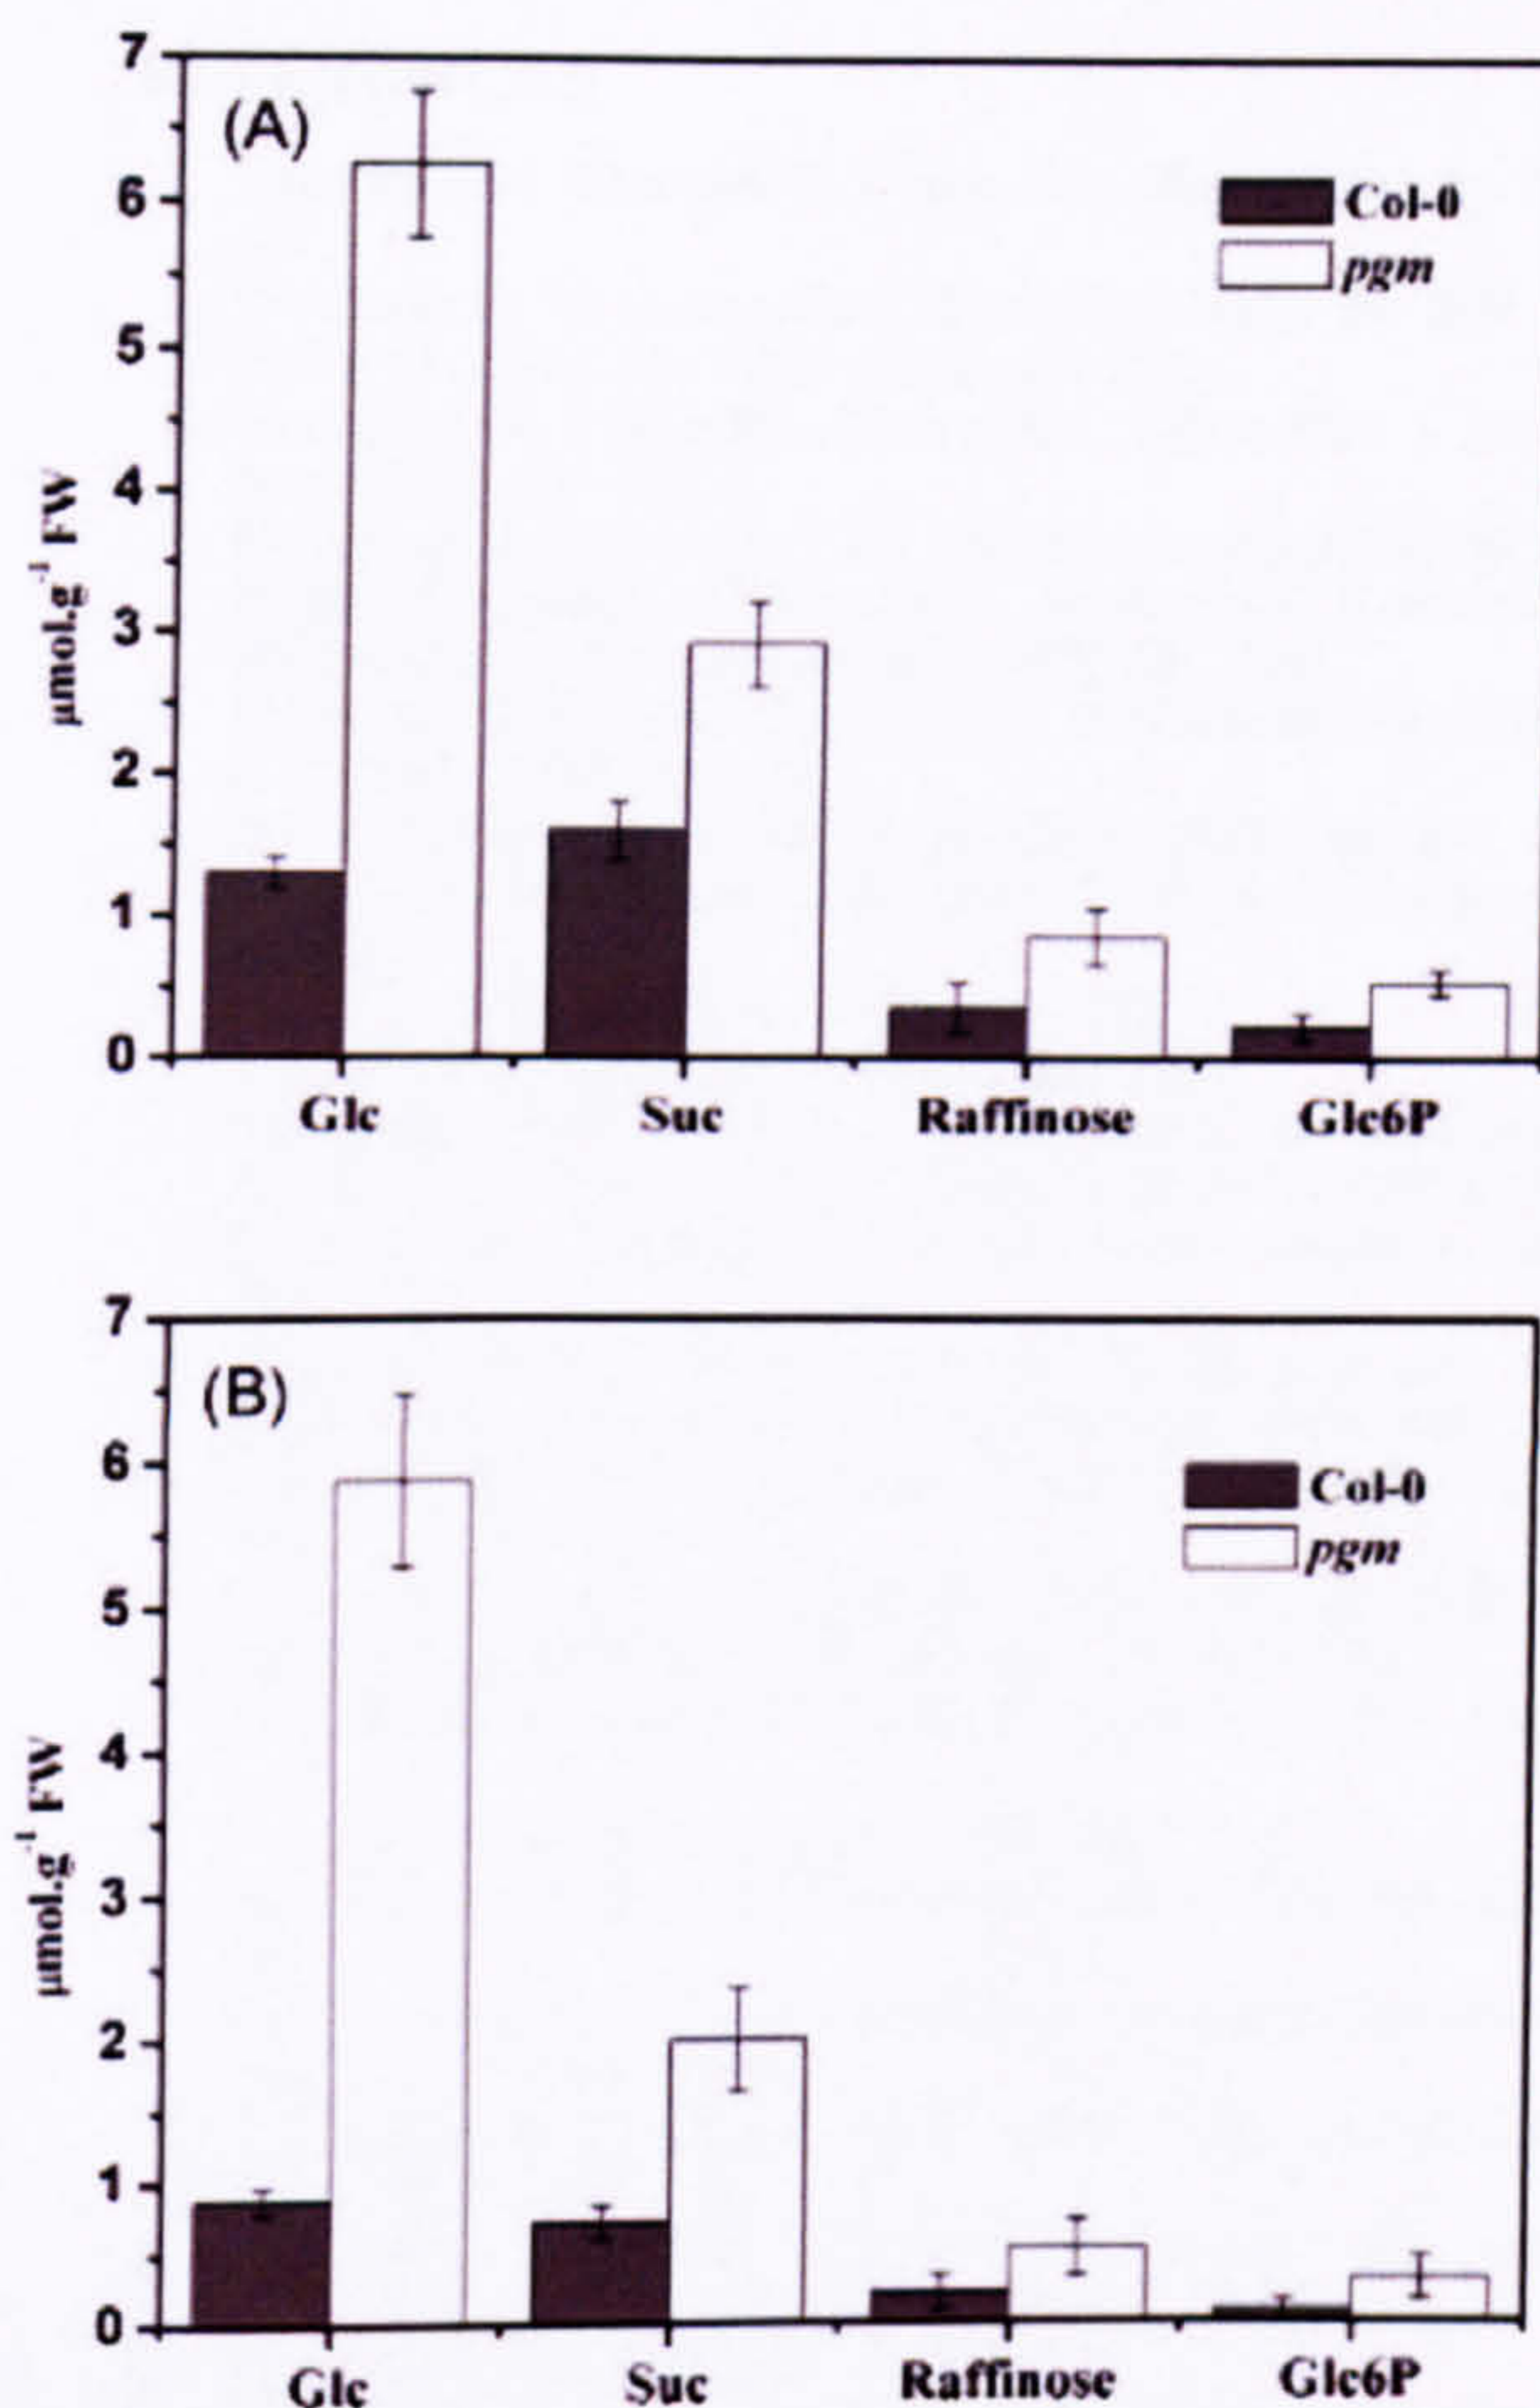 7
(A)
6
5
4
3
2
1
0
μmol.g⁻¹ FW
Col-0
pgm
Glc Suc Raffinose Glc6P
7
(B)
6
5
4
3
2
1
0
μmol.g⁻¹ FW
Col-0
pgm
Glc Suc Raffinose Glc6P